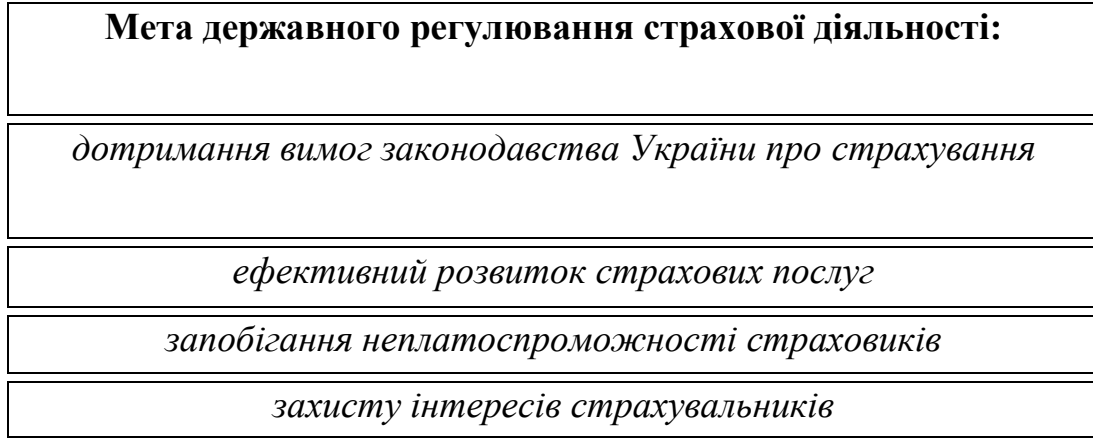 Мета державного регулювання страхової діяльності:
дотримання вимог законодавства України про страхування
ефективний розвиток страхових послуг
запобігання неплатоспроможності страховиків
захисту інтересів страхувальників